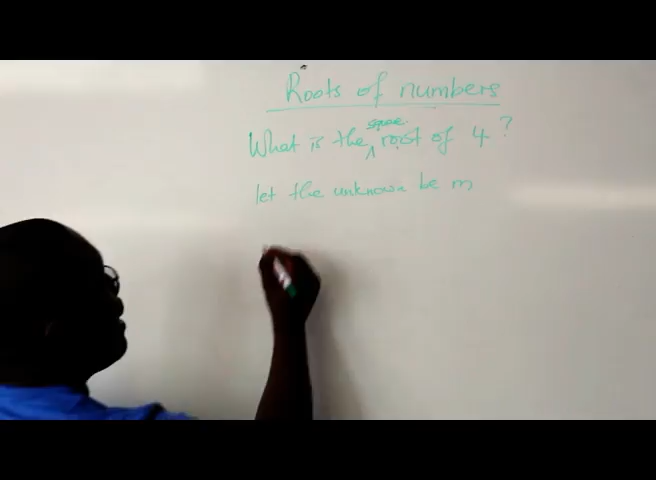 Roots of numbers
What is the square root of 4 ?
let the unknown be m